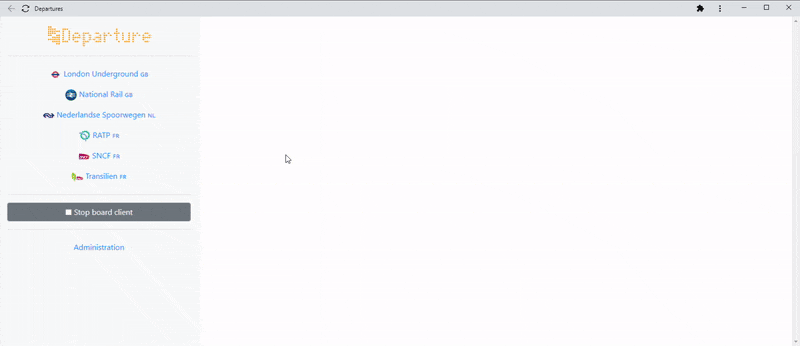 Departures
Departure
London Underground GB
National Rail GB
Nederlandse Spoorwegen NL
RATP FR
SNCF FR
Transilien FR
Stop board client
Administration